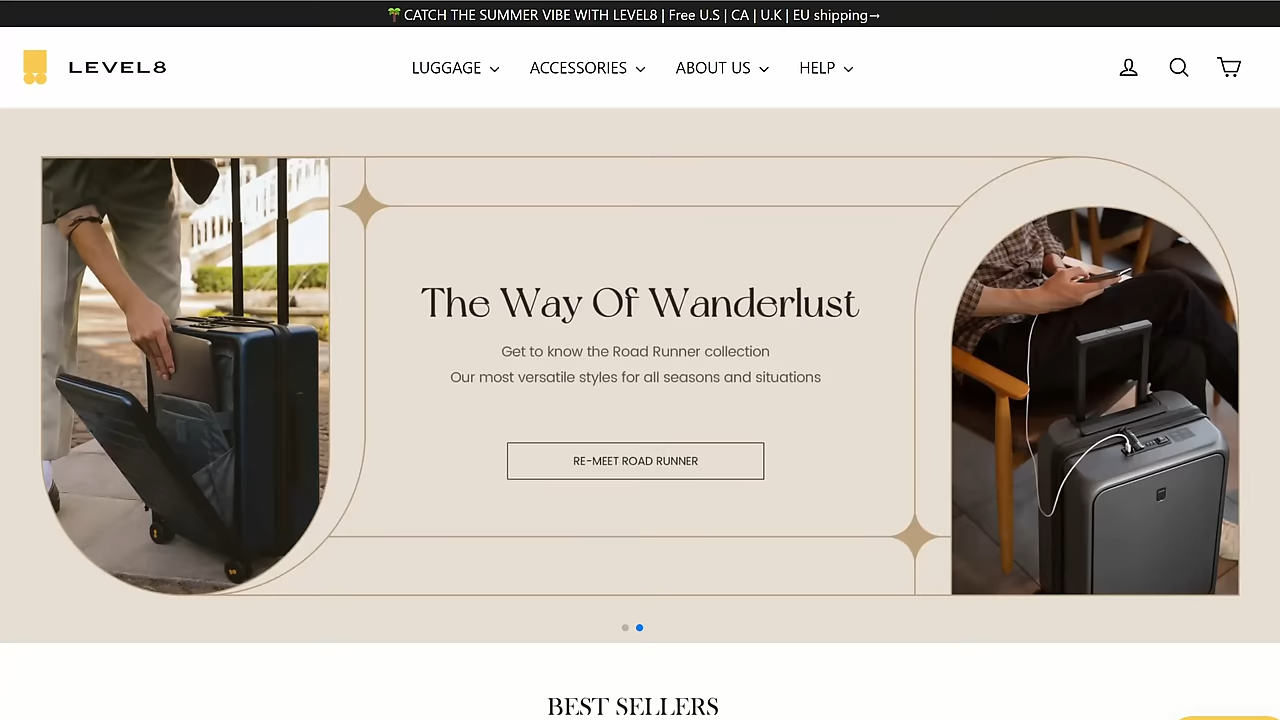 🌴CATCH THE SUMMER VIBE WITH LEVEL8 | Free U.S | CA | U.K | EU shipping→
LEVEL8
LUGGAGE
ACCESSORIES
ABOUT US
HELP
The Way Of Wanderlust
Get to know the Road Runner collection
Our most versatile styles for all seasons and situations
RE-MEET ROAD RUNNER
BEST SELLERS